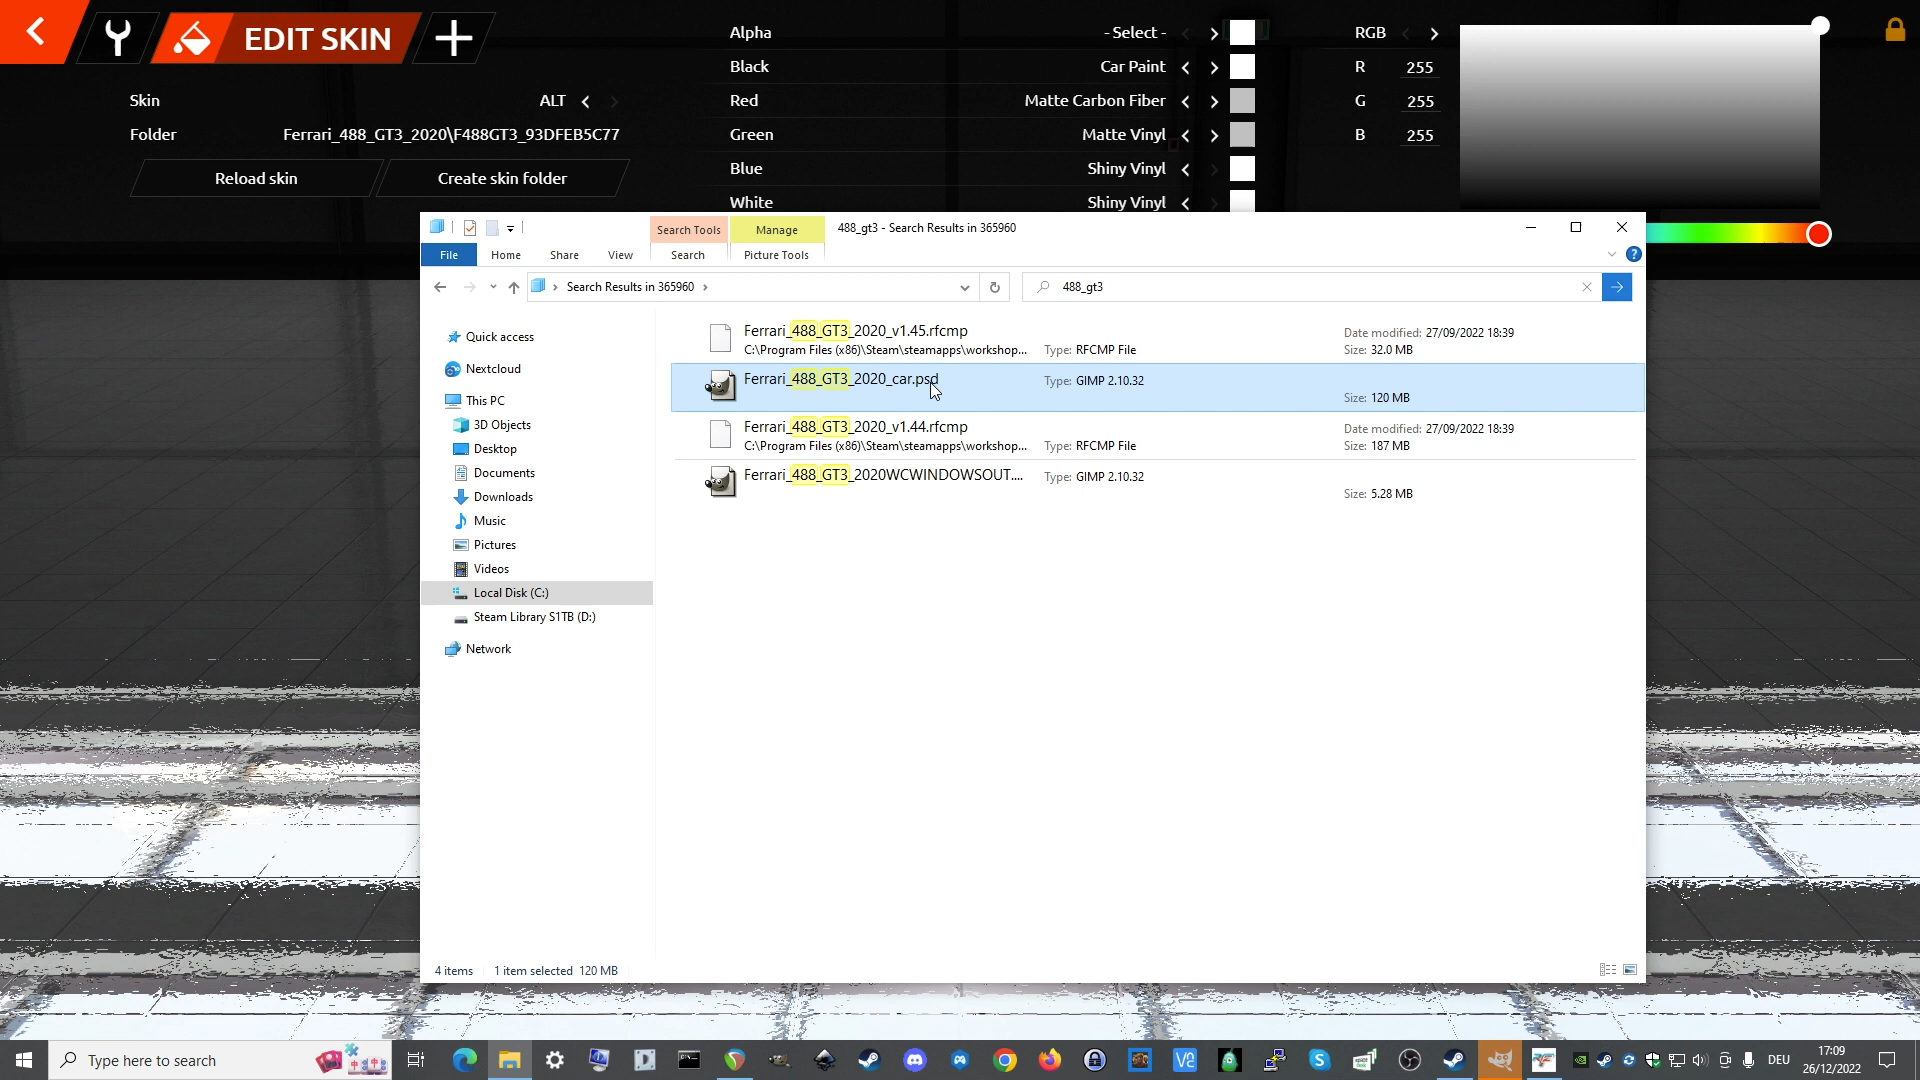 EDIT SKIN
Skin ALT
Folder Ferrari_488_GT3_2020\F488GT3_93DFEB5C77
Reload skin Create skin folder
Alpha - Select -
Black Car Paint
Red Matte Carbon Fiber
Green Matte Vinyl
Blue Shiny Vinyl
White Shiny Vinyl
RGB
R 255
G 255
B 255
Search Tools Manage 488_gt3 - Search Results in 365960
File Home Share View Search Picture Tools
Search Results in 365960
488_gt3
Quick access
Nextcloud
This PC
3D Objects
Desktop
Documents
Downloads
Music
Pictures
Videos
Local Disk (C:)
Steam Library S1TB (D:)
Network
Ferrari_488_GT3_2020_v1.45.rfcmp Date modified: 27/09/2022 18:39
C:\Program Files (x86)\Steam\steamapps\workshop... Type: RFCMP File Size: 32.0 MB
Ferrari_488_GT3_2020_car.psd Type: GIMP 2.10.32
Size: 120 MB
Ferrari_488_GT3_2020_v1.44.rfcmp Date modified: 27/09/2022 18:39
C:\Program Files (x86)\Steam\steamapps\workshop... Type: RFCMP File Size: 187 MB
Ferrari_488_GT3_2020WCWINDOWSOUT.... Type: GIMP 2.10.32
Size: 5.28 MB
4 items 1 item selected 120 MB
Type here to search
DEU
17:09
26/12/2022